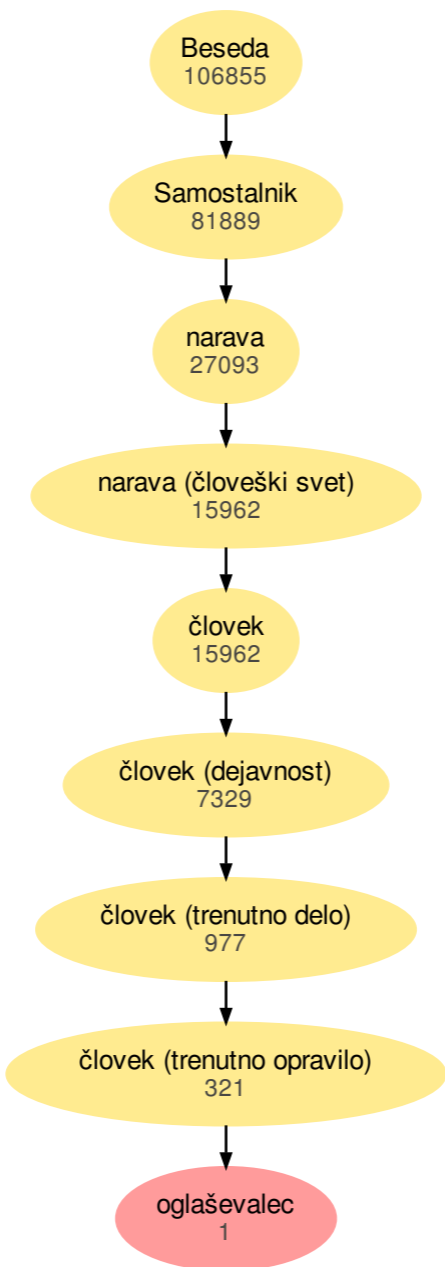 Beseda
106855
Samostalnik
81889
narava
27093
narava (človeški svet)
15962
človek
15962
človek (dejavnost)
7329
človek (trenutno delo)
977
človek (trenutno opravilo)
321
oglaševalec
1